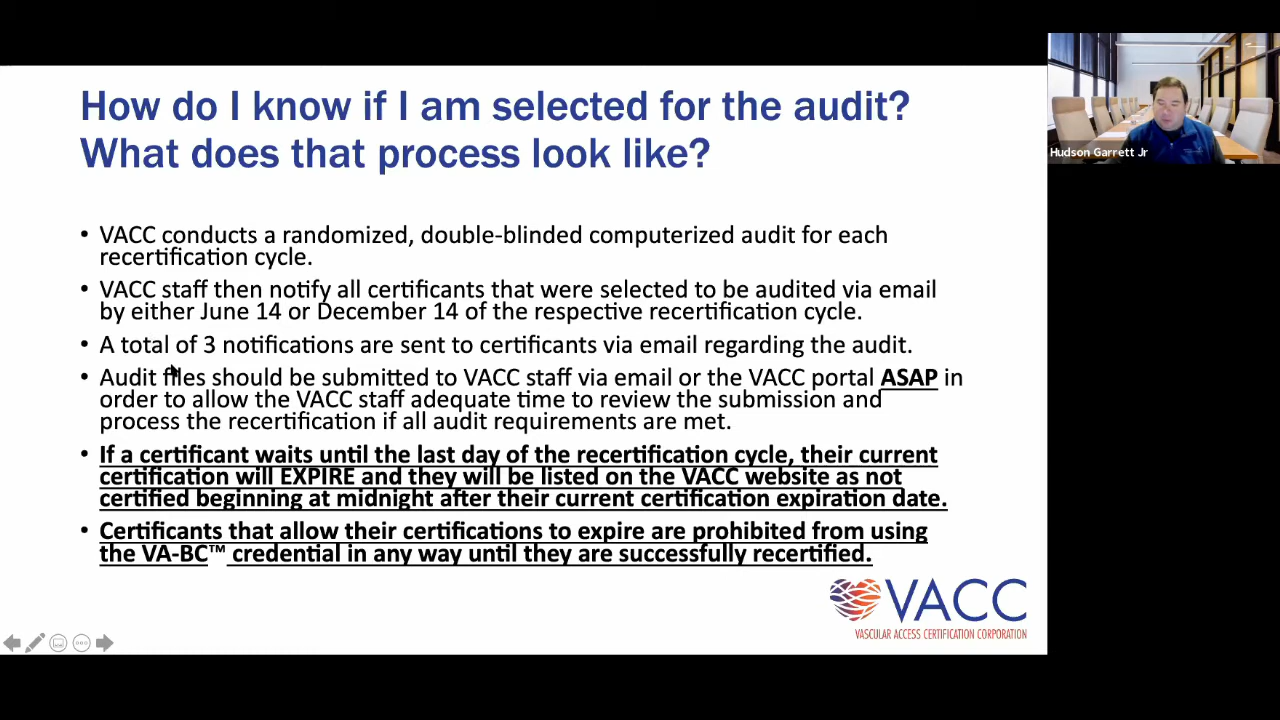 How do I know if I am selected for the audit?
What does that process look like?
• VACC conducts a randomized, double-blinded computerized audit for each
recertification cycle.
• VACC staff then notify all certificants that were selected to be audited via email
by either June 14 or December 14 of the respective recertification cycle.
• A total of 3 notifications are sent to certificants via email regarding the audit.
• Audit files should be submitted to VACC staff via email or the VACC portal ASAP in
order to allow the VACC staff adequate time to review the submission and
process the recertification if all audit requirements are met.
• If a certificant waits until the last day of the recertification cycle, their current
certification will EXPIRE and they will be listed on the VACC website as not
certified beginning at midnight after their current certification expiration date.
• Certificants that allow their certifications to expire are prohibited from using
the VA-BC™ credential in any way until they are successfully recertified.
VACC
VASCULAR ACCESS CERTIFICATION CORPORATION
Hudson Garrett Jr